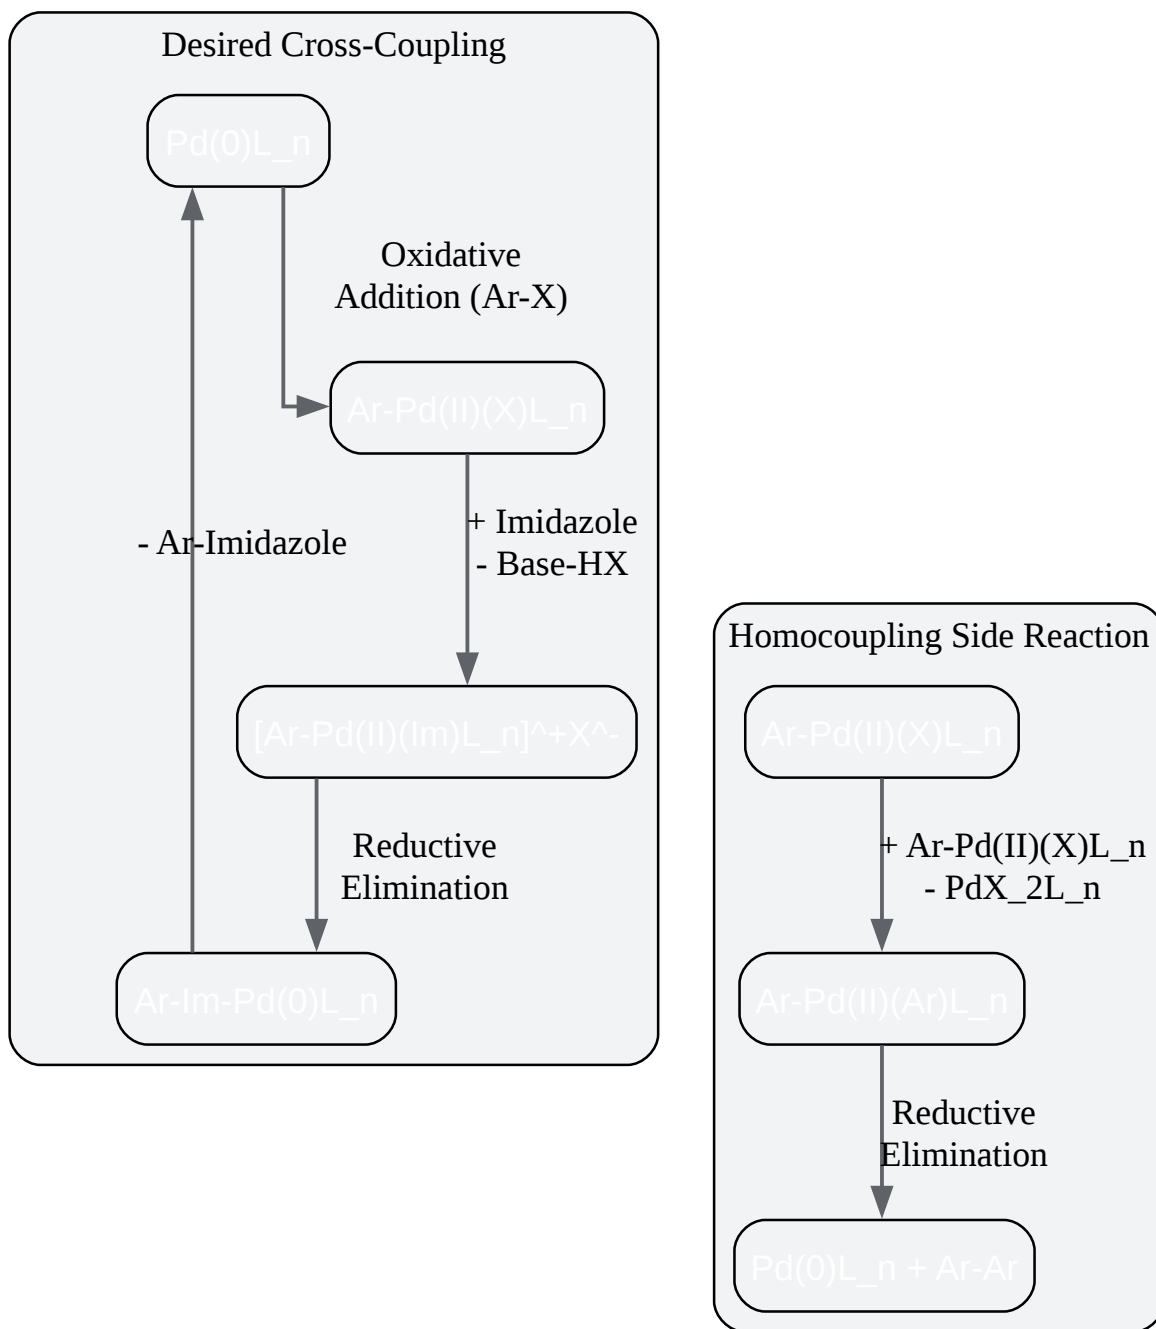 Desired Cross-Coupling
Pd(0)L_n
Oxidative
Addition (Ar-X)
Ar-Pd(II)(X)L_n
+ Imidazole
- Base-HX
- Ar-Imidazole
[Ar-Pd(II)(Im)L_n]^+X^-
Reductive
Elimination
Ar-Im-Pd(0)L_n
Homocoupling Side Reaction
Ar-Pd(II)(X)L_n
+ Ar-Pd(II)(X)L_n
- PdX_2L_n
Ar-Pd(II)(Ar)L_n
Reductive
Elimination
Pd(0)L_n + Ar-Ar